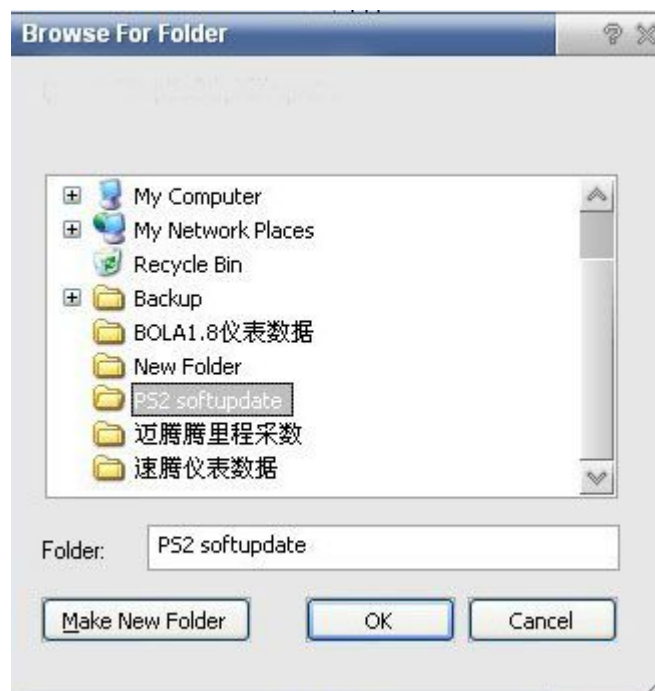 Browse For Folder
My Computer
My Network Places
Recycle Bin
Backup
BOLA1.8仪表数据
New Folder
PS2 softupdate
迈腾腾里程采数
速腾仪表数据
Folder: PS2 softupdate
Make New Folder OK Cancel